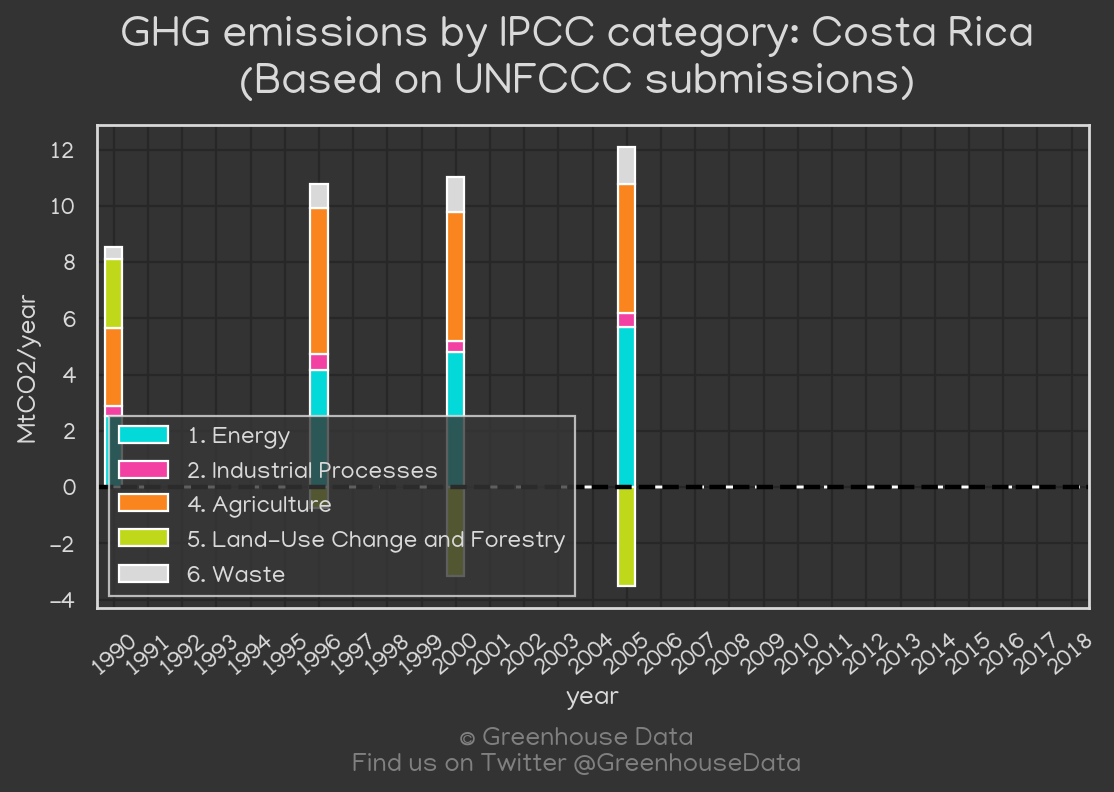 GHG emissions by IPCC category: Costa Rica
(Based on UNFCCC submissions)
MtCO2/year
12
10
8
6
4
2
0
−2
−4
1. Energy
2. Industrial Processes
4. Agriculture
5. Land−Use Change and Forestry
6. Waste
1990 1991 1992 1993 1994 1995 1996 1997 1998 1999 2000 2001 2002 2003 2004 2005 2006 2007 2008 2009 2010 2011 2012 2013 2014 2015 2016 2017 2018
year
© Greenhouse Data
Find us on Twitter @GreenhouseData